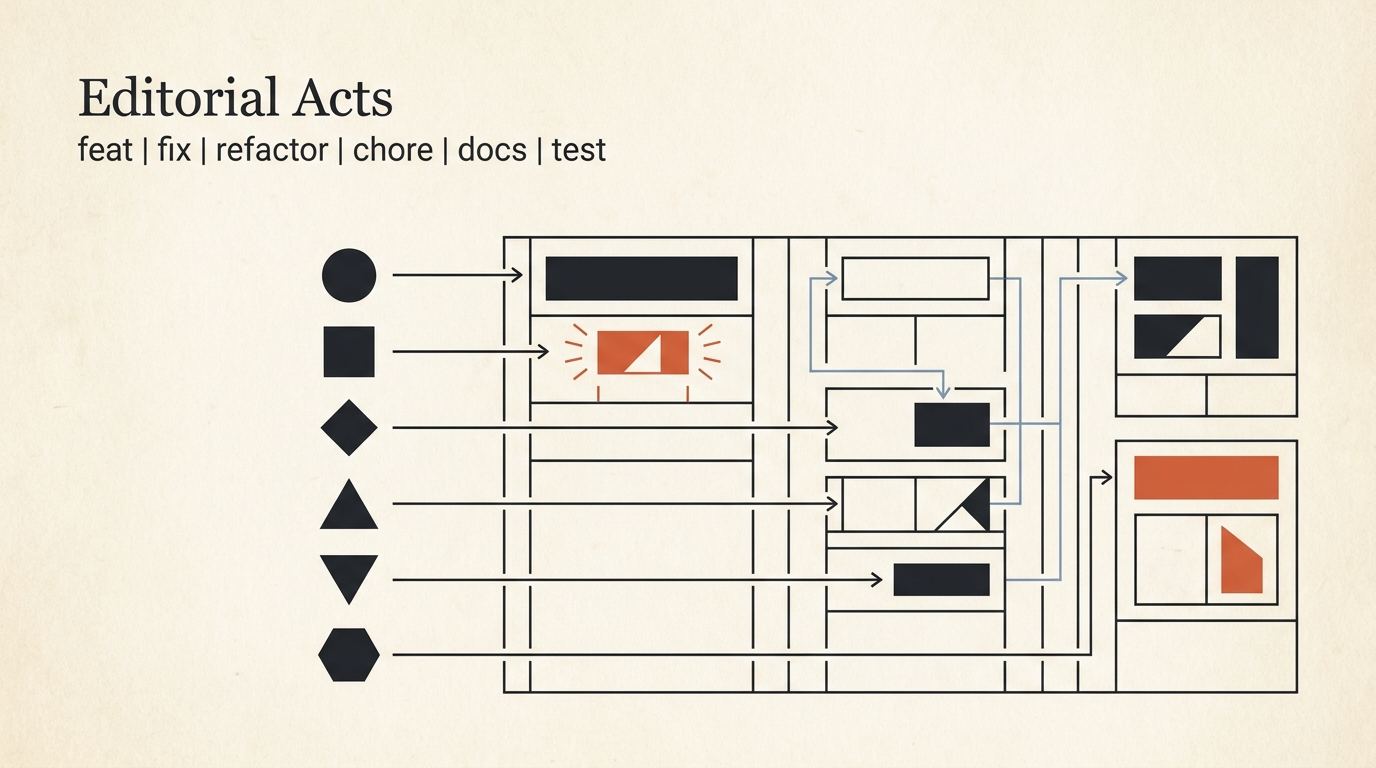 Editorial Acts
feat | fix | refactor | chore | docs | test